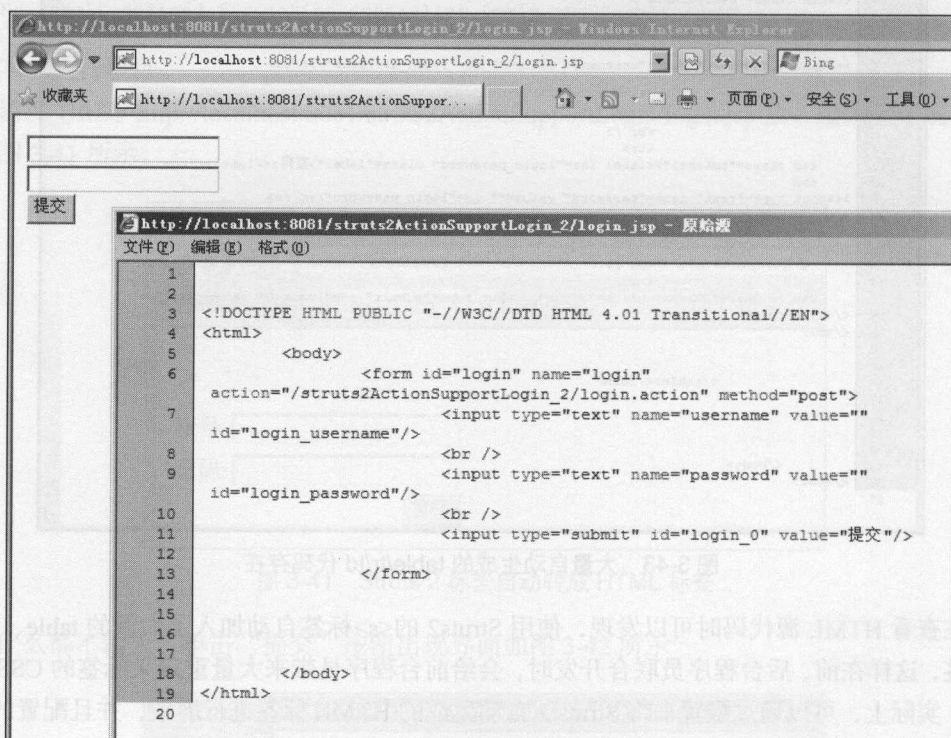 http://localhost:8081/struts2ActionSupportLogin_2/login.jsp - Windows Internet Explorer
http://localhost:8081/struts2ActionSupportLogin_2/login.jsp
Bing
收藏夹
http://localhost:8081/struts2ActionSuppor...
页面(P) 安全(S) 工具(O)
提交
http://localhost:8081/struts2ActionSupportLogin_2/login.jsp - 原始源
文件(F) 编辑(E) 格式(O)
1
2
3 <!DOCTYPE HTML PUBLIC "-//W3C//DTD HTML 4.01 Transitional//EN">
4 <html>
5 <body>
6 <form id="login" name="login"
action="/struts2ActionSupportLogin_2/login.action" method="post">
7 <input type="text" name="username" value=""
id="login_username"/>
8 <br />
9 <input type="text" name="password" value=""
id="login_password"/>
10 <br />
11 <input type="submit" id="login_0" value="提交"/>
12
13 </form>
14
15
16
17
18 </body>
19 </html>
20